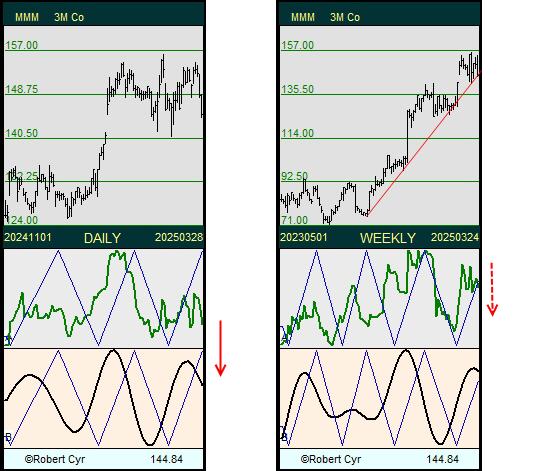 MMM 3M Co
157.00
148.75
140.50
132.25
124.00
20241101 DAILY 20250328
A
B
©Robert Cyr 144.84
MMM 3M Co
157.00
135.50
114.00
92.50
71.00
20230501 WEEKLY 20250324
A
B
©Robert Cyr 144.84